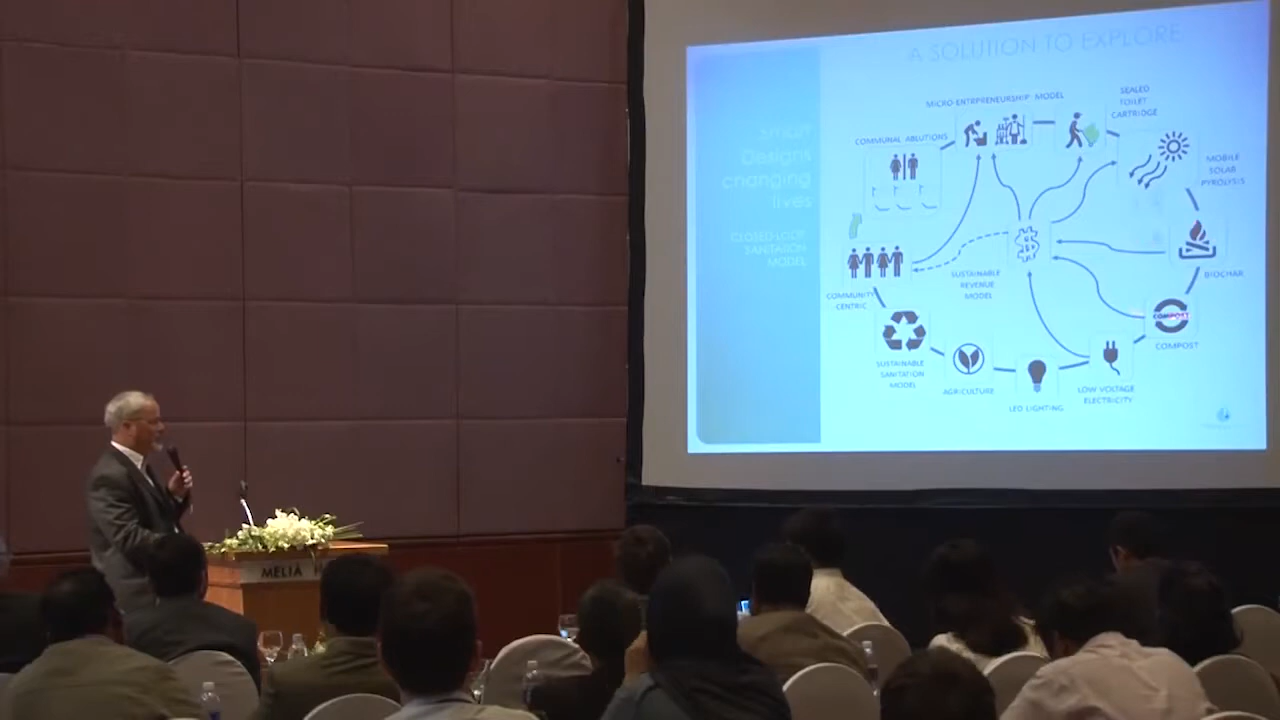 A SOLUTION TO EXPLORE
Smart
Designs
changing
lives
CLOSED-LOOP
SANITATION
MODEL
MICRO-ENTRPRENEURSHIP MODEL
SEALED
TOILET
CARTRIDGE
COMMUNAL ABLUTIONS
MOBILE
SOLAR
PYROLYSIS
BIOCHAR
COMMUNITY
CENTRIC
SUSTAINABLE
REVENUE
MODEL
COMPOST
COMPOST
SUSTAINABLE
SANITATION
MODEL
AGRICULTURE
LED LIGHTING
LOW VOLTAGE
ELECTRICITY
MELIÁ